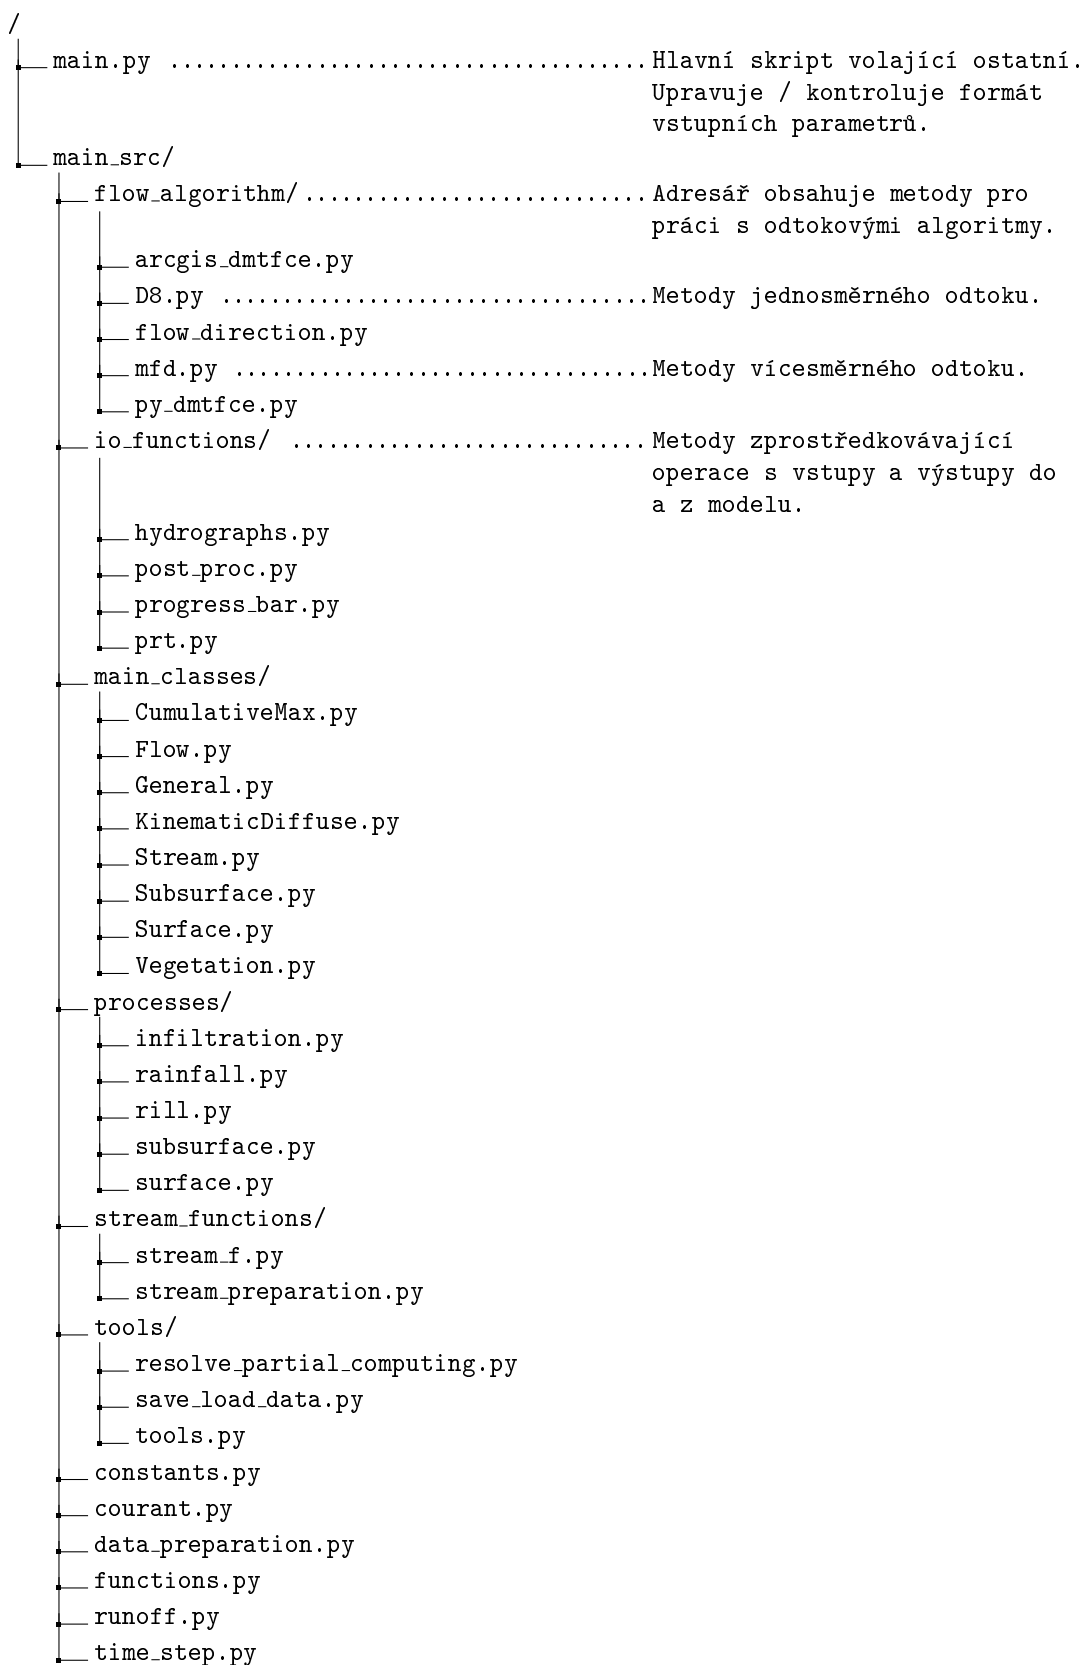 /
main.py ...................................... Hlavní skript volající ostatní.
Upravuje / kontroluje formát
vstupních parametrů.
main_src/
flow_algorithm/ ............................ Adresář obsahuje metody pro
práci s odtokovými algoritmy.
arcgis_dmtfce.py
D8.py ................................... Metody jednosměrného odtoku.
flow_direction.py
mfd.py .................................. Metody vícesměrného odtoku.
py_dmtfce.py
io_functions/ ............................. Metody zprostředkovávající
operace s vstupy a výstupy do
a z modelu.
hydrographs.py
post_proc.py
progress_bar.py
prt.py
main_classes/
CumulativeMax.py
Flow.py
General.py
KinematicDiffuse.py
Stream.py
Subsurface.py
Surface.py
Vegetation.py
processes/
infiltration.py
rainfall.py
rill.py
subsurface.py
surface.py
stream_functions/
stream_f.py
stream_preparation.py
tools/
resolve_partial_computing.py
save_load_data.py
tools.py
constants.py
courant.py
data_preparation.py
functions.py
runoff.py
time_step.py